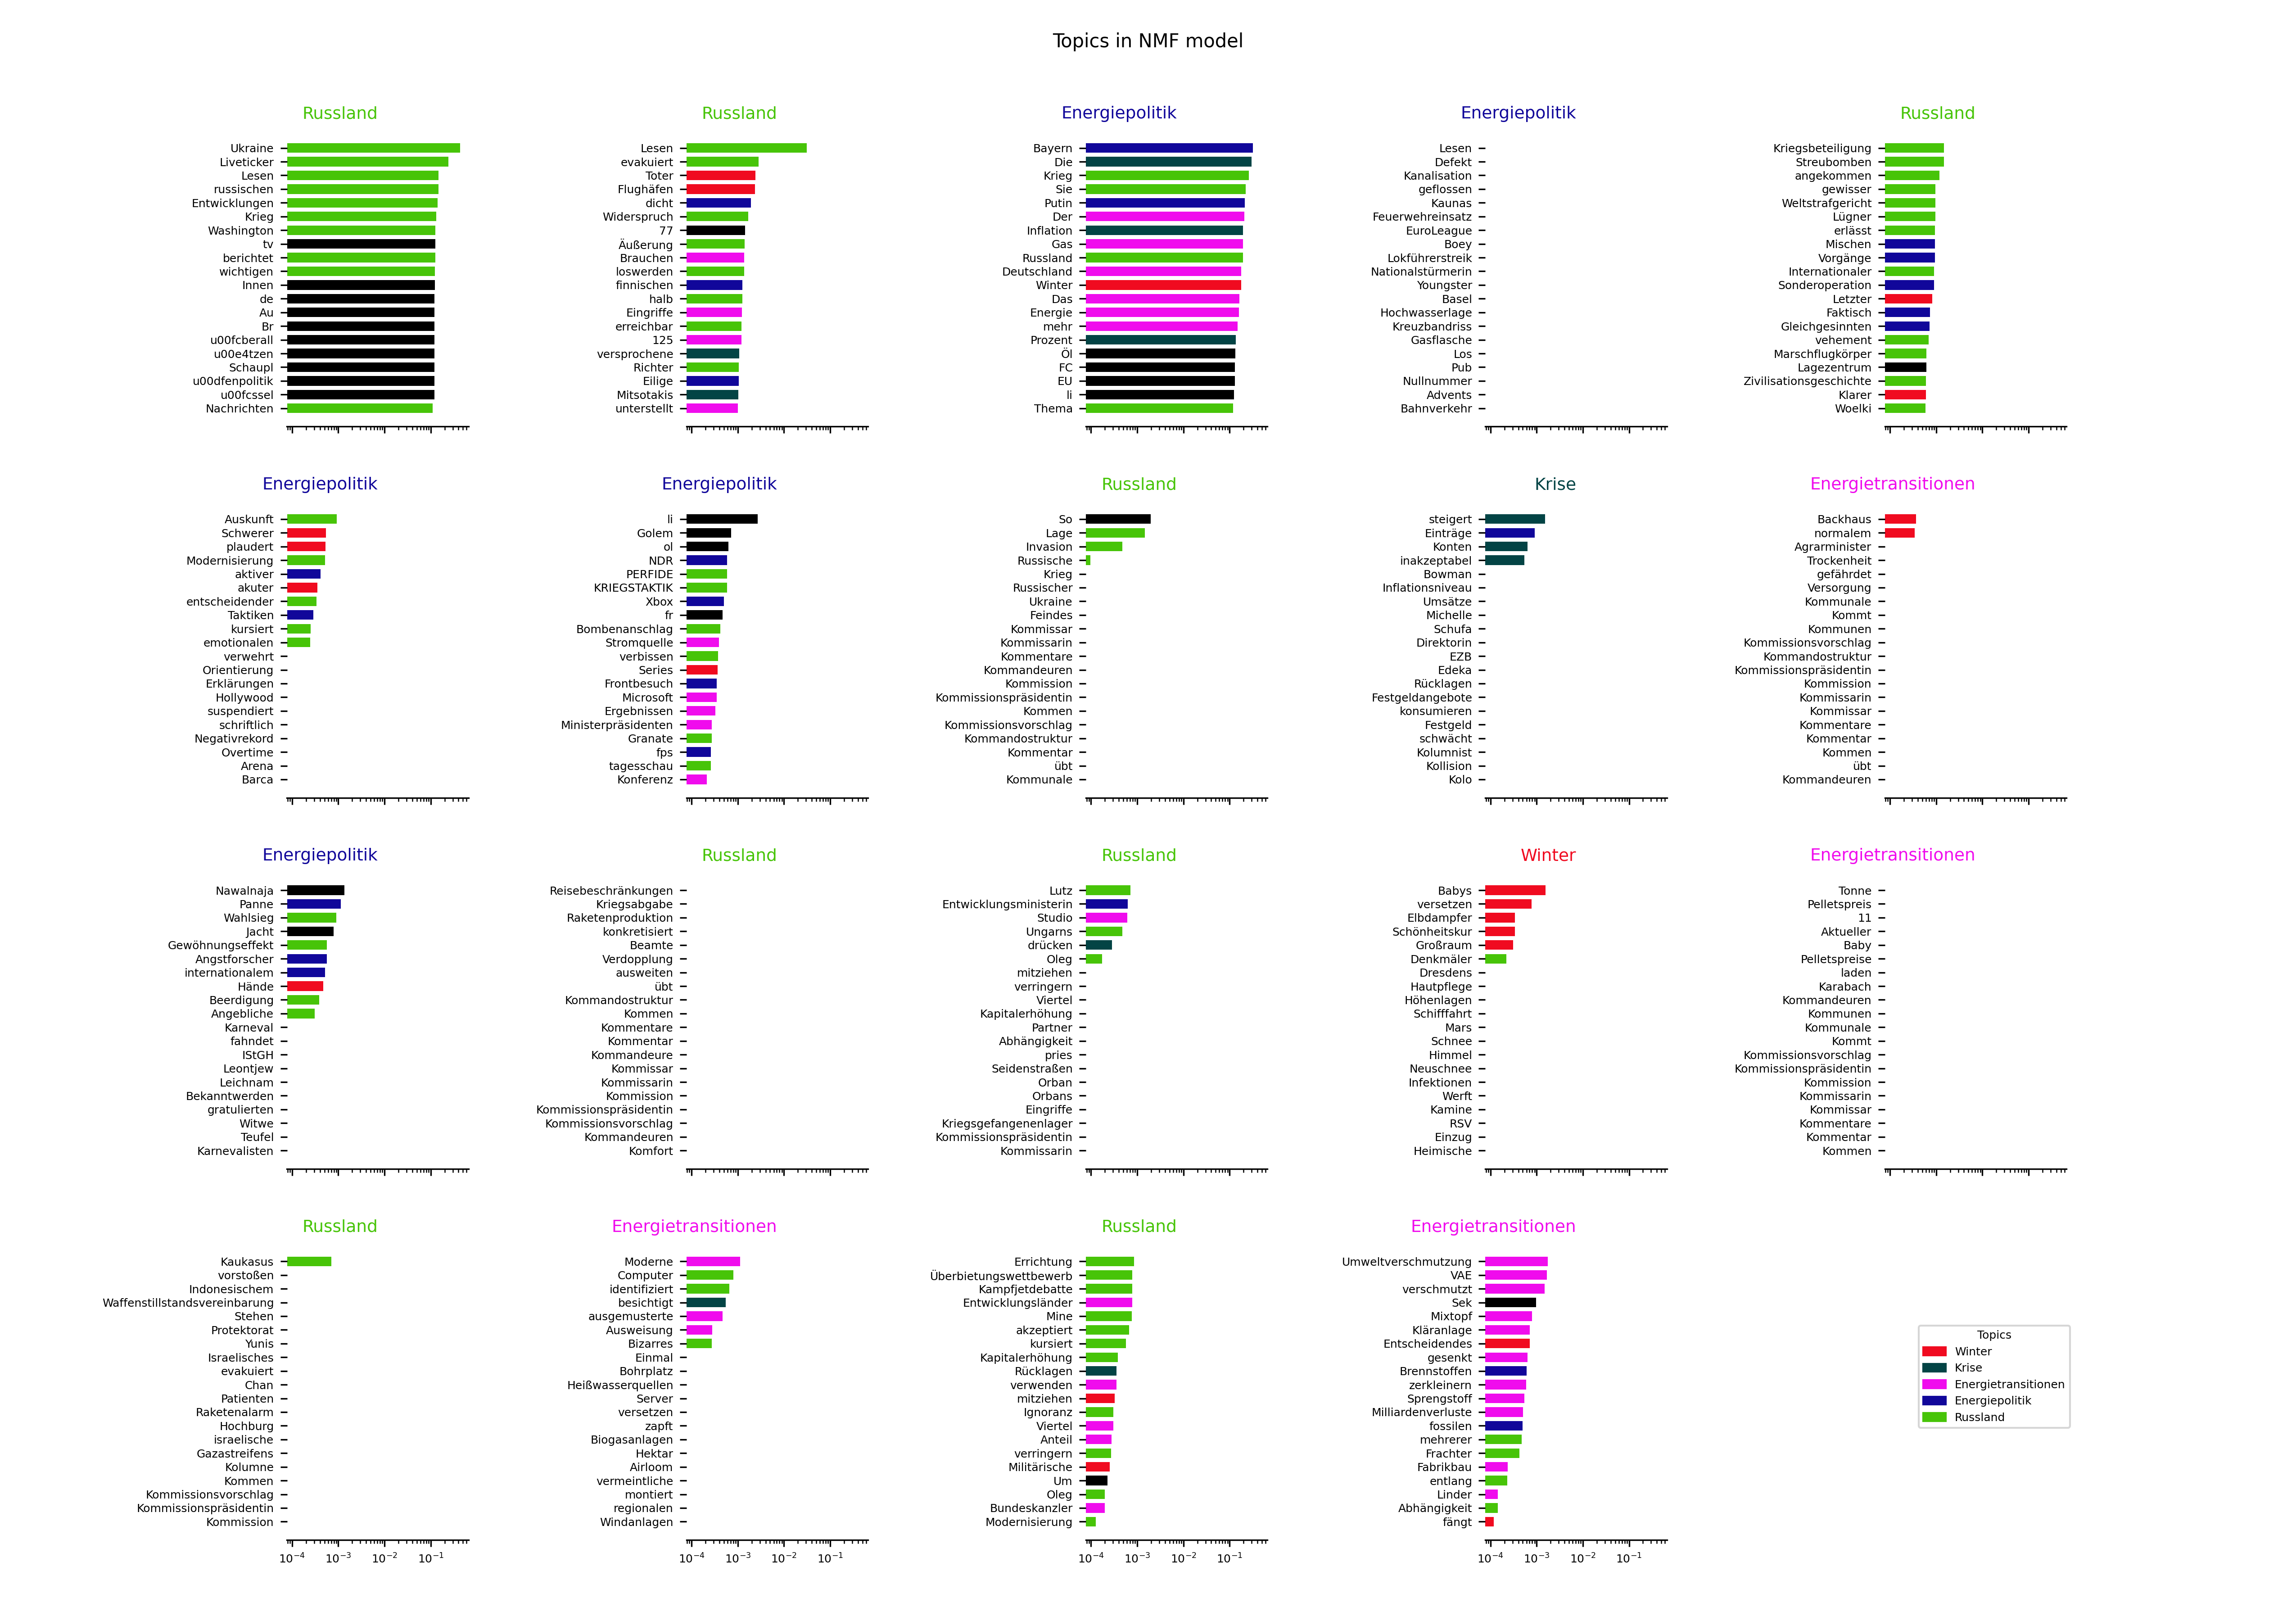 Topics in NMF model
Russland
Ukraine
Liveticker
Lesen
russischen
Entwicklungen
Krieg
Washington
tv
berichtet
wichtigen
Innen
de
Au
Br
u00fcberall
u00e4tzen
Schaupl
u00dfenpolitik
u00fcssel
Nachrichten
Russland
Lesen
evakuiert
Toter
Flughäfen
dicht
Widerspruch
77
Äußerung
Brauchen
loswerden
finnischen
halb
Eingriffe
erreichbar
125
versprochene
Richter
Eilige
Mitsotakis
unterstellt
Energiepolitik
Bayern
Die
Krieg
Sie
Putin
Der
Inflation
Gas
Russland
Deutschland
Winter
Das
Energie
mehr
Prozent
Öl
FC
EU
li
Thema
Energiepolitik
Lesen
Defekt
Kanalisation
geflossen
Kaunas
Feuerwehreinsatz
EuroLeague
Boey
Lokführerstreik
Nationalstürmerin
Youngster
Basel
Hochwasserlage
Kreuzbandriss
Gasflasche
Los
Pub
Nullnummer
Advents
Bahnverkehr
Russland
Kriegsbeteiligung
Streubomben
angekommen
gewisser
Weltstrafgericht
Lügner
erlässt
Mischen
Vorgänge
Internationaler
Sonderoperation
Letzter
Faktisch
Gleichgesinnten
vehement
Marschflugkörper
Lagezentrum
Zivilisationsgeschichte
Klarer
Woelki
Energiepolitik
Auskunft
Schwerer
plaudert
Modernisierung
aktiver
akuter
entscheidender
Taktiken
kursiert
emotionalen
verwehrt
Orientierung
Erklärungen
Hollywood
suspendiert
schriftlich
Negativrekord
Overtime
Arena
Barca
Energiepolitik
li
Golem
ol
NDR
PERFIDE
KRIEGSTAKTIK
Xbox
fr
Bombenanschlag
Stromquelle
verbissen
Series
Frontbesuch
Microsoft
Ergebnissen
Ministerpräsidenten
Granate
fps
tagesschau
Konferenz
Russland
So
Lage
Invasion
Russische
Krieg
Russischer
Ukraine
Feindes
Kommissar
Kommissarin
Kommentare
Kommandeuren
Kommission
Kommissionspräsidentin
Kommen
Kommissionsvorschlag
Kommandostruktur
Kommentar
übt
Kommunale
Krise
steigert
Einträge
Konten
inakzeptabel
Bowman
Inflationsniveau
Umsätze
Michelle
Schufa
Direktorin
EZB
Edeka
Rücklagen
Festgeldangebote
konsumieren
Festgeld
schwächt
Kolumnist
Kollision
Kolo
Energietransitionen
Backhaus
normalem
Agrarminister
Trockenheit
gefährdet
Versorgung
Kommunale
Kommt
Kommunen
Kommissionsvorschlag
Kommandostruktur
Kommissionspräsidentin
Kommission
Kommissarin
Kommissar
Kommentare
Kommentar
Kommen
übt
Kommandeuren
Energiepolitik
Nawalnaja
Panne
Wahlsieg
Jacht
Gewöhnungseffekt
Angstforscher
internationalem
Hände
Beerdigung
Angebliche
Karneval
fahndet
IStGH
Leontjew
Leichnam
Bekanntwerden
gratulierten
Witwe
Teufel
Karnevalisten
Russland
Reisebeschränkungen
Kriegsabgabe
Raketenproduktion
konkretisiert
Beamte
Verdopplung
ausweiten
übt
Kommandostruktur
Kommen
Kommentare
Kommentar
Kommandeure
Kommissar
Kommissarin
Kommission
Kommissionspräsidentin
Kommissionsvorschlag
Kommandeuren
Komfort
Russland
Lutz
Entwicklungsministerin
Studio
Ungarns
drücken
Oleg
mitziehen
verringern
Viertel
Kapitalerhöhung
Partner
Abhängigkeit
pries
Seidenstraßen
Orban
Orbans
Eingriffe
Kriegsgefangenenlager
Kommissionspräsidentin
Kommissarin
Winter
Babys
versetzen
Elbdampfer
Schönheitskur
Großraum
Denkmäler
Dresdens
Hautpflege
Höhenlagen
Schifffahrt
Mars
Schnee
Himmel
Neuschnee
Infektionen
Werft
Kamine
RSV
Einzug
Heimische
Energietransitionen
Tonne
Pelletspreis
11
Aktueller
Baby
Pelletspreise
laden
Karabach
Kommandeuren
Kommunen
Kommunale
Kommt
Kommissionsvorschlag
Kommissionspräsidentin
Kommission
Kommissarin
Kommissar
Kommentare
Kommentar
Kommen
Russland
Kaukasus
vorstoßen
Indonesischem
Waffenstillstandsvereinbarung
Stehen
Protektorat
Yunis
Israelisches
evakuiert
Chan
Patienten
Raketenalarm
Hochburg
israelische
Gazastreifens
Kolumne
Kommen
Kommissionsvorschlag
Kommissionspräsidentin
Kommission
10⁻⁴ 10⁻³ 10⁻² 10⁻¹
Energietransitionen
Moderne
Computer
identifiziert
besichtigt
ausgemusterte
Ausweisung
Bizarres
Einmal
Bohrplatz
Heißwasserquellen
Server
versetzen
zapft
Biogasanlagen
Hektar
Airloom
vermeintliche
montiert
regionalen
Windanlagen
10⁻⁴ 10⁻³ 10⁻² 10⁻¹
Russland
Errichtung
Überbietungswettbewerb
Kampfjetdebatte
Entwicklungsländer
Mine
akzeptiert
kursiert
Kapitalerhöhung
Rücklagen
verwenden
mitziehen
Ignoranz
Viertel
Anteil
verringern
Militärische
Um
Oleg
Bundeskanzler
Modernisierung
10⁻⁴ 10⁻³ 10⁻² 10⁻¹
Energietransitionen
Umweltverschmutzung
VAE
verschmutzt
Sek
Mixtopf
Kläranlage
Entscheidendes
gesenkt
Brennstoffen
zerkleinern
Sprengstoff
Milliardenverluste
fossilen
mehrerer
Frachter
Fabrikbau
entlang
Linder
Abhängigkeit
fängt
10⁻⁴ 10⁻³ 10⁻² 10⁻¹
Topics
Winter
Krise
Energietransitionen
Energiepolitik
Russland